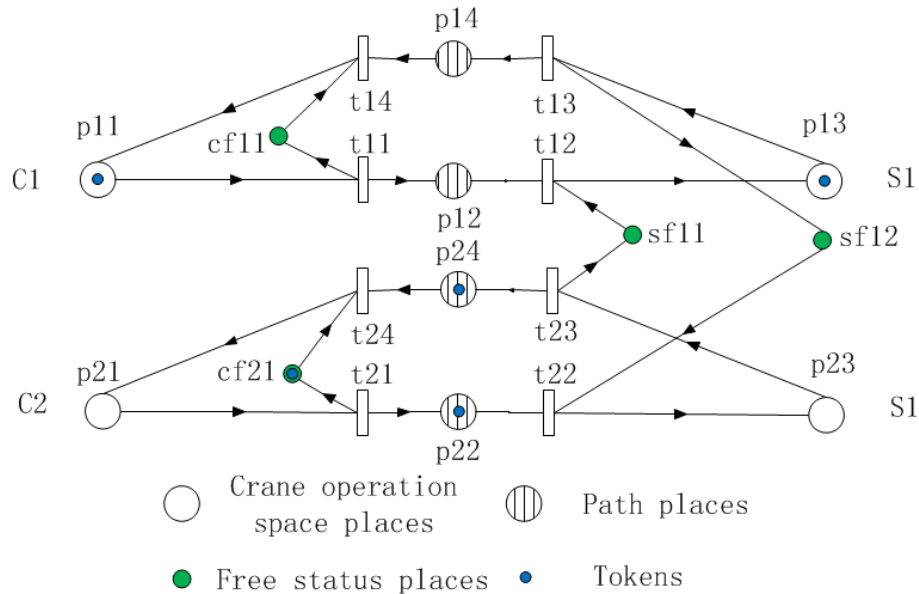 p14
t14
t13
p11
cf11
t11
t12
p13
C1
S1
p12
sf11
sf12
p24
t24
t23
p21
cf21
t21
t22
p23
C2
S1
p22
Crane operation
space places
Path places
Free status places
Tokens